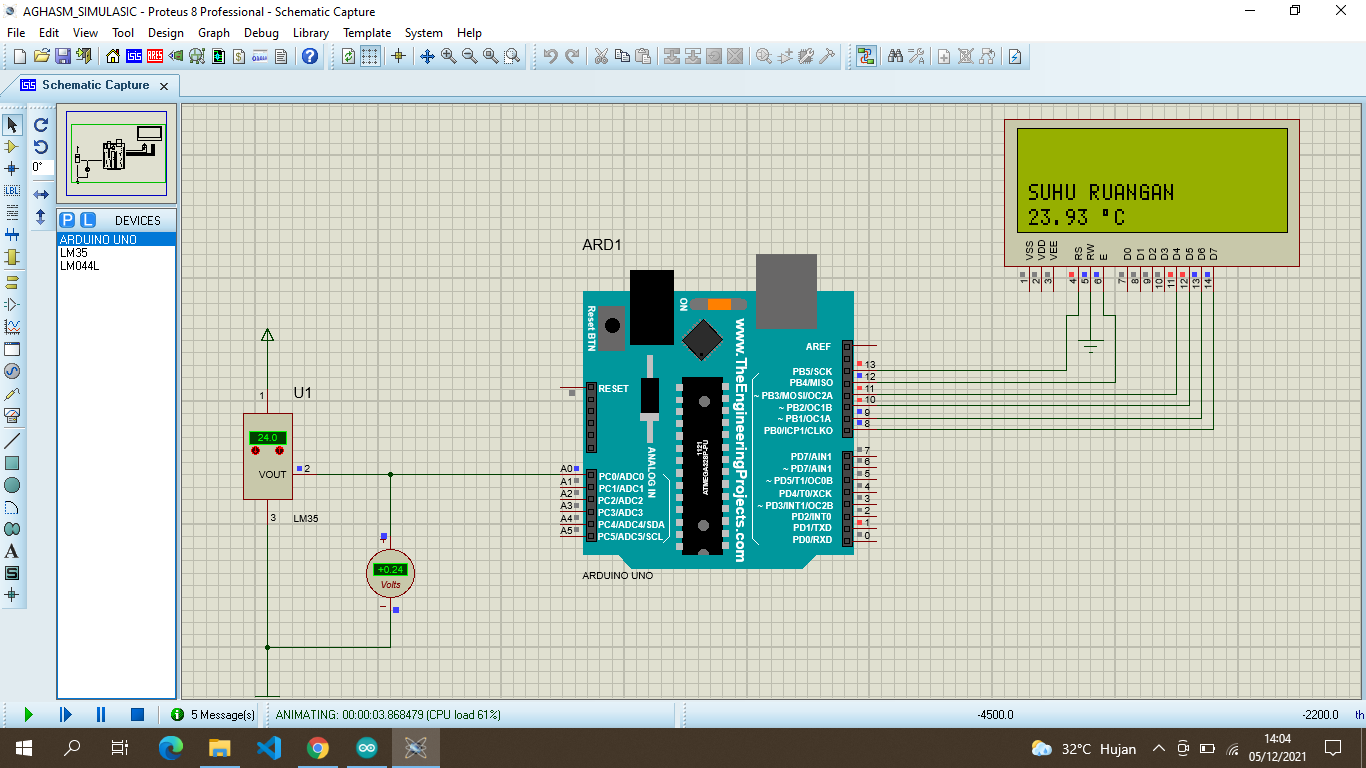 AGHASM_SIMULASIC - Proteus 8 Professional - Schematic Capture
File Edit View Tool Design Graph Debug Library Template System Help
Schematic Capture
0°
P L DEVICES
ARDUINO UNO
LM35
LM044L
SUHU RUANGAN
23.93 °C
VSS
VDD
VEE
RS
RW
E
D0
D1
D2
D3
D4
D5
D6
D7
1
2
3
4
5
6
7
8
9
10
11
12
13
14
ARD1
Reset BTN
ON
www.TheEngineeringProjects.com
1121
ATMEGA328P-PU
ANALOG IN
RESET
A0 PC0/ADC0
A1 PC1/ADC1
A2 PC2/ADC2
A3 PC3/ADC3
A4 PC4/ADC4/SDA
A5 PC5/ADC5/SCL
AREF
PB5/SCK 13
PB4/MISO 12
~ PB3/MOSI/OC2A 11
~ PB2/OC1B 10
~ PB1/OC1A 9
PB0/ICP1/CLKO 8
PD7/AIN1 7
~ PD7/AIN1 6
~ PD5/T1/OC0B 5
PD4/T0/XCK 4
~ PD3/INT1/OC2B 3
PD2/INT0 2
PD1/TXD 1
PD0/RXD 0
ARDUINO UNO
U1
1
24.0
VOUT 2
3
LM35
+
+0.24
Volts
−
5 Message(s)
ANIMATING: 00:00:03.868479 (CPU load 61%)
-4500.0
-2200.0
th
32°C Hujan
14:04
05/12/2021